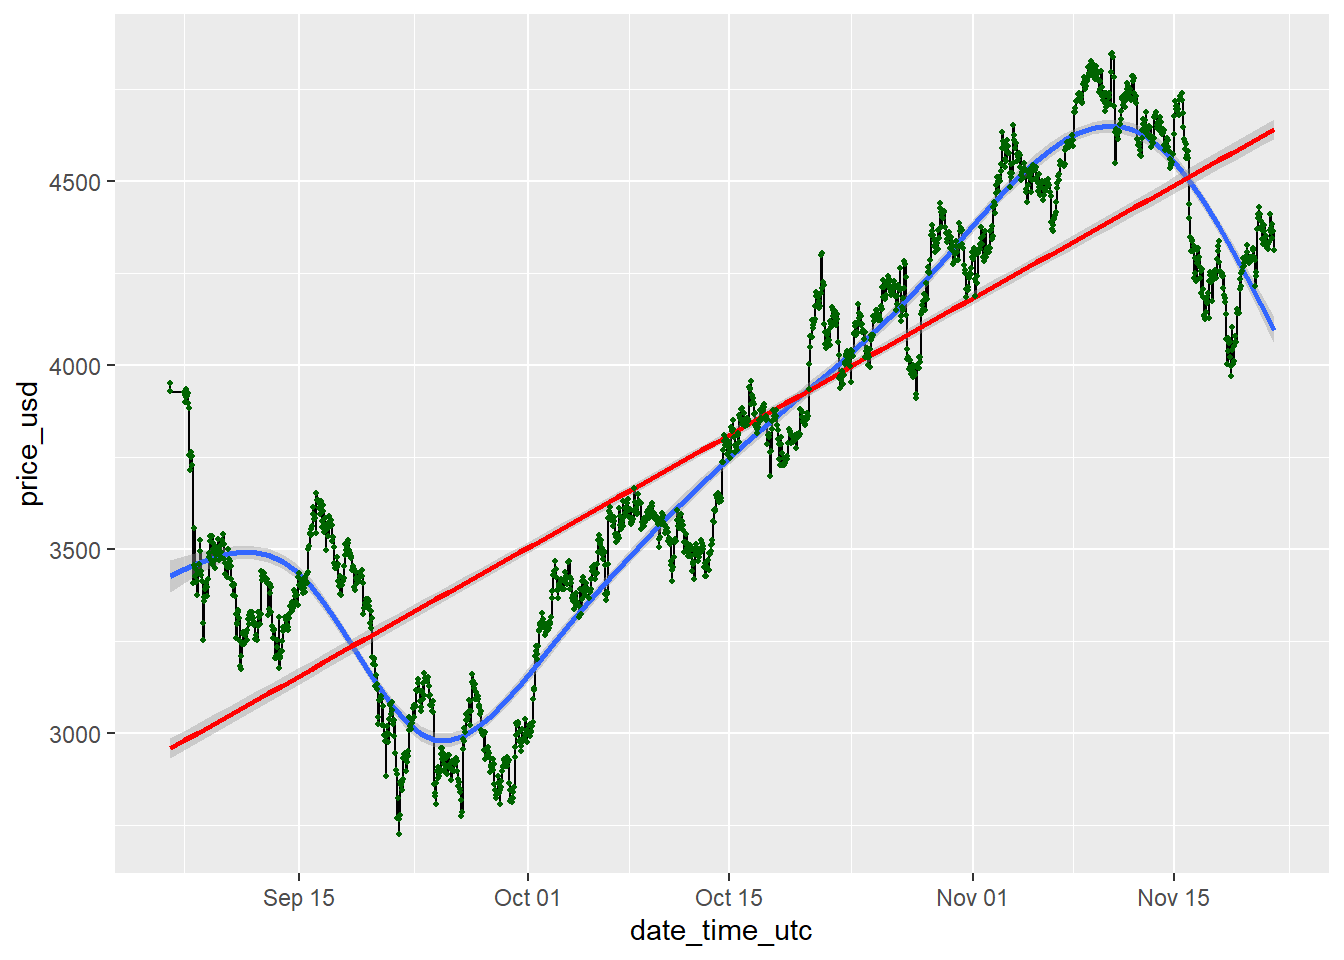 price_usd
4500
4000
3500
3000
Sep 15
Oct 01
Oct 15
Nov 01
Nov 15
date_time_utc